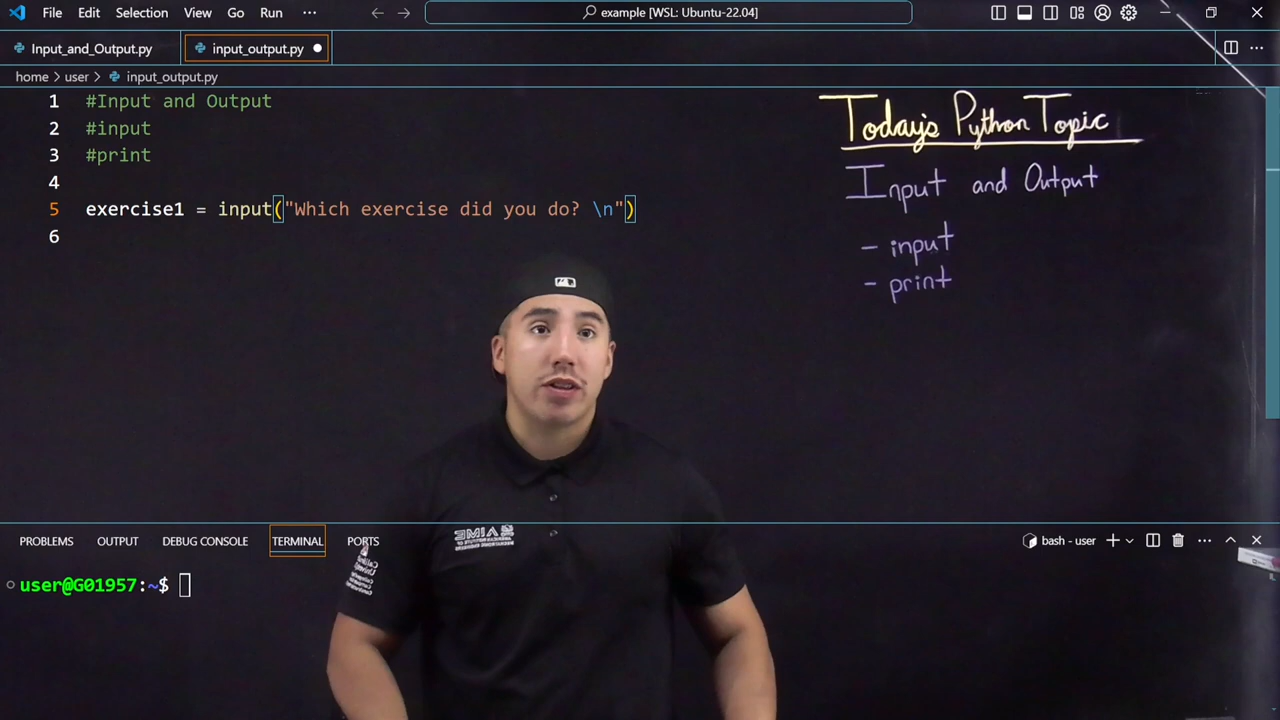 File Edit Selection View Go Run ··· example [WSL: Ubuntu-22.04]
Input_and_Output.py input_output.py
home > user > input_output.py
1 #Input and Output
2 #input
3 #print
4
5 exercise1 = input("Which exercise did you do? \n")
6
Today's Python Topic
Input and Output
- input
- print
AIME
PROBLEMS OUTPUT DEBUG CONSOLE TERMINAL PORTS bash - user
user@G01957:~$